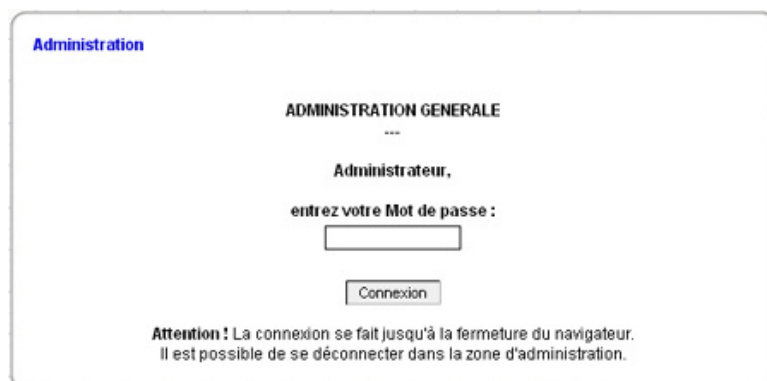 Administration
ADMINISTRATION GENERALE
---
Administrateur,
entrez votre Mot de passe :
Connexion
Attention ! La connexion se fait jusqu'à la fermeture du navigateur.
Il est possible de se déconnecter dans la zone d'administration.